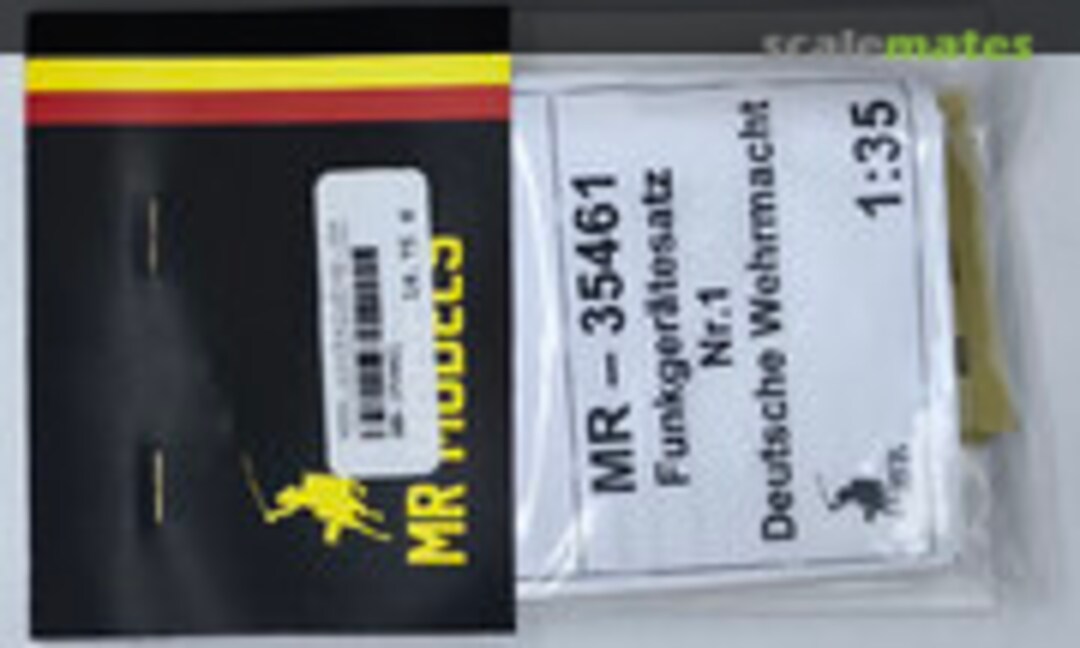 scalemates
MR MODELS
MR – 35461
Funkgerätesatz
Nr.1
Deutsche Wehrmacht
1:35